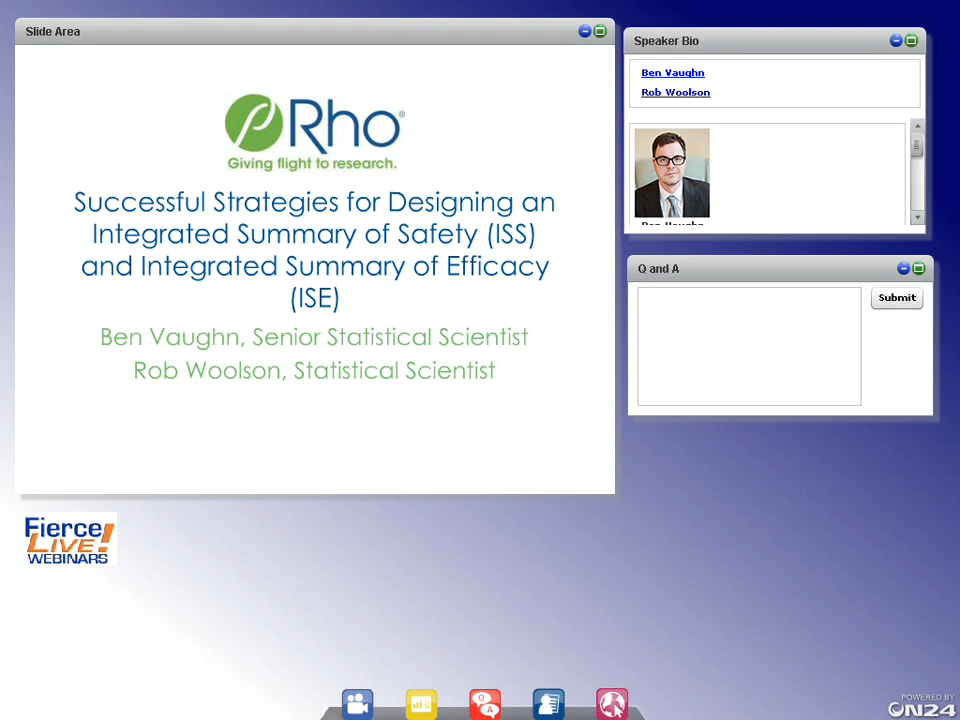 Slide Area
Rho®
Giving flight to research.
Successful Strategies for Designing an
Integrated Summary of Safety (ISS)
and Integrated Summary of Efficacy
(ISE)
Ben Vaughn, Senior Statistical Scientist
Rob Woolson, Statistical Scientist
Speaker Bio
Ben Vaughn
Rob Woolson
Ben Vaughn
Q and A
Submit
Fierce
LIVE!
WEBINARS
Q
A
POWERED BY
ON24